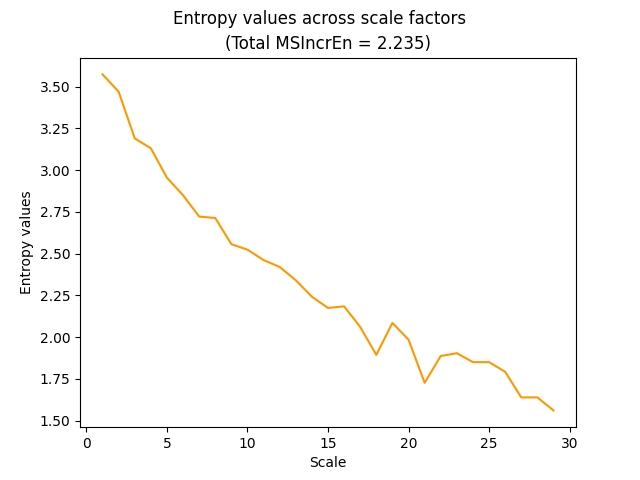 Entropy values across scale factors
(Total MSIncrEn = 2.235)
3.50
3.25
3.00
2.75
2.50
2.25
2.00
1.75
1.50
Entropy values
0 5 10 15 20 25 30
Scale